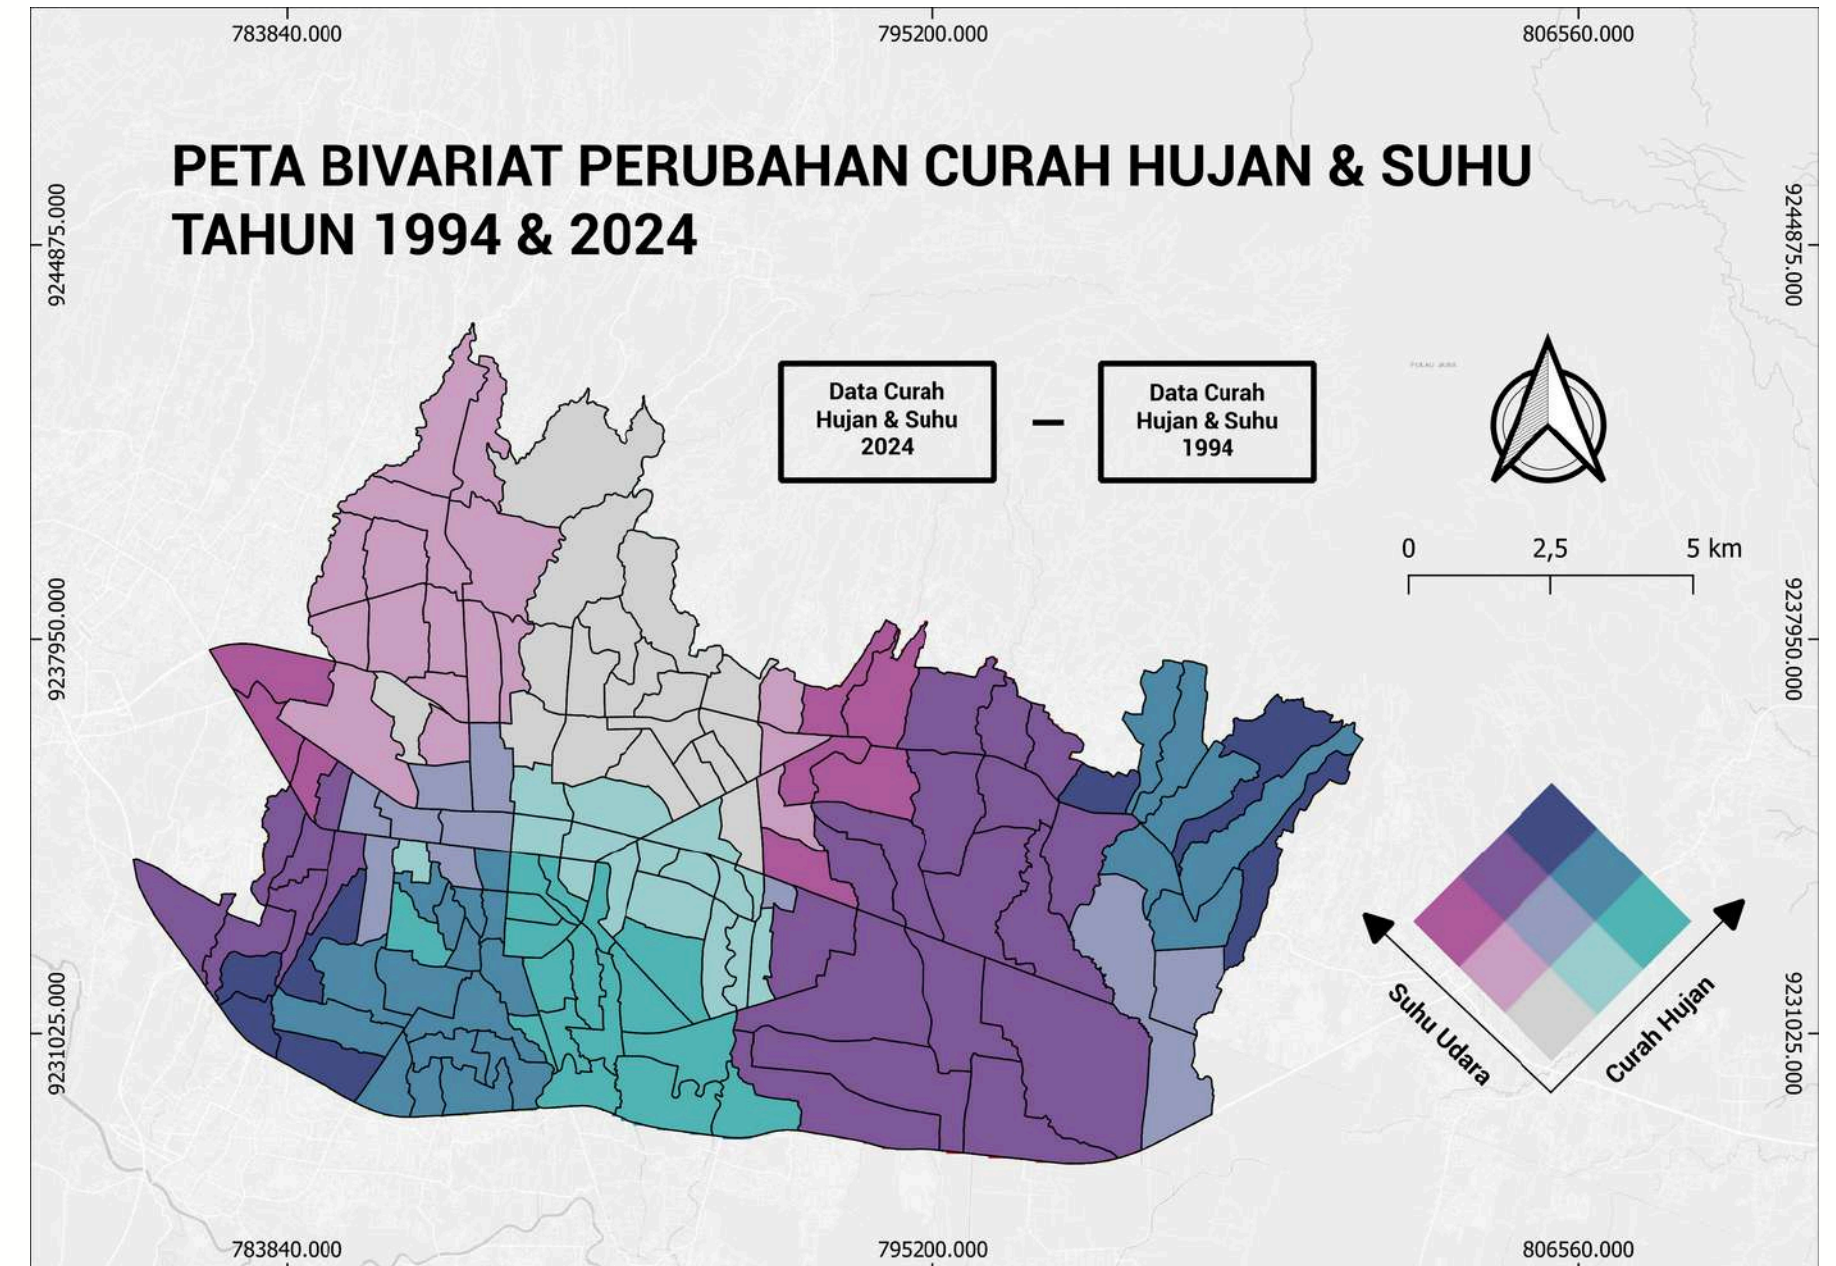 783840.000
795200.000
806560.000
PETA BIVARIAT PERUBAHAN CURAH HUJAN & SUHU
TAHUN 1994 & 2024
9244875.000
9244875.000
Data Curah
Hujan & Suhu
2024
–
Data Curah
Hujan & Suhu
1994
PULAU JAWA
0
2,5
5 km
9237950.000
9237950.000
Suhu Udara
Curah Hujan
9231025.000
9231025.000
783840.000
795200.000
806560.000